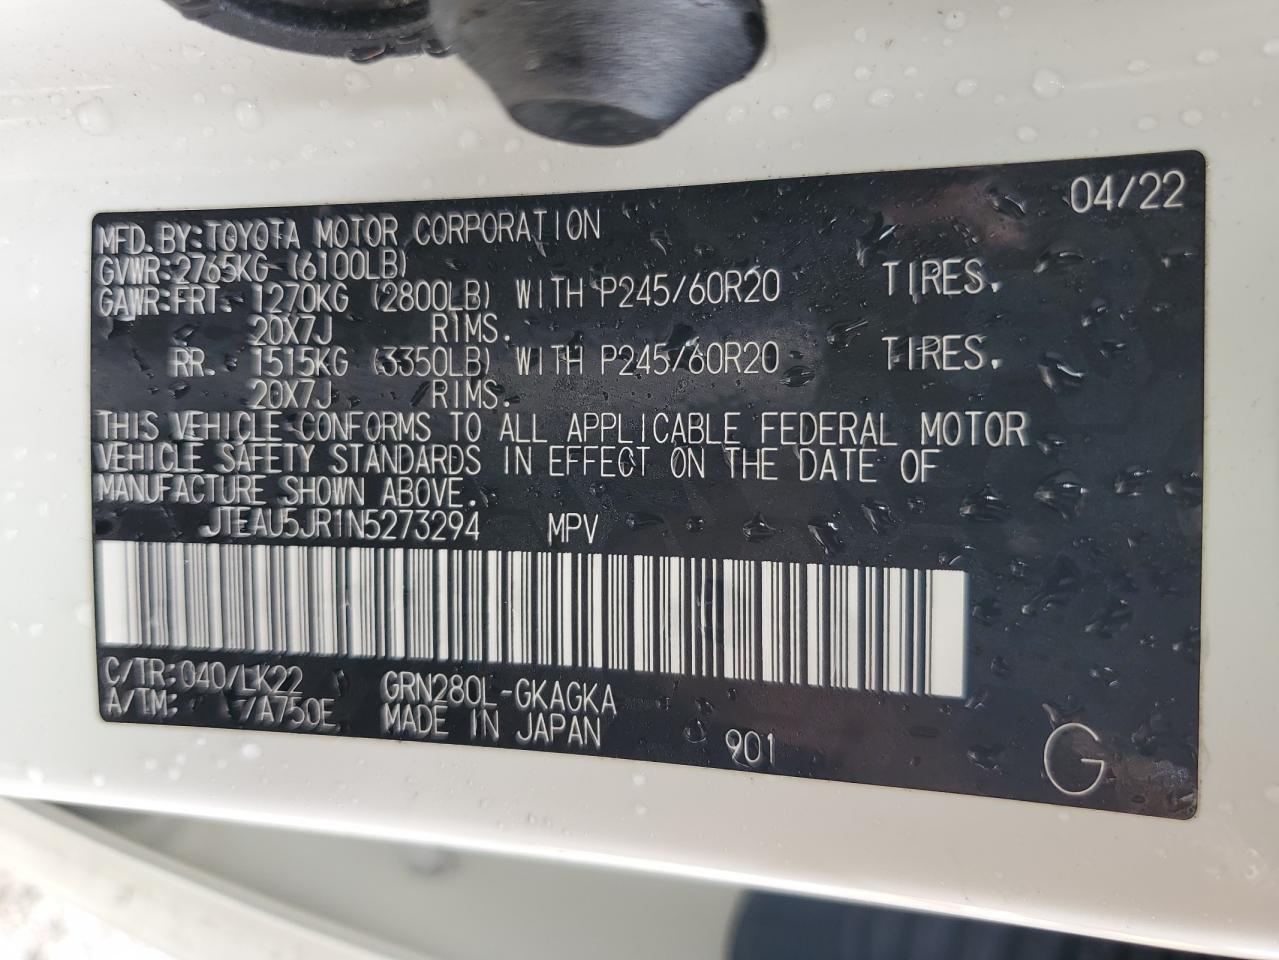 04/22
MFD.BY:TOYOTA MOTOR CORPORATION
GVWR:2765KG (6100LB)
GAWR:FRT. 1270KG (2800LB) WITH P245/60R20 TIRES.
20X7J RIMS.
RR. 1515KG (3350LB) WITH P245/60R20 TIRES.
20X7J RIMS.
THIS VEHICLE CONFORMS TO ALL APPLICABLE FEDERAL MOTOR
VEHICLE SAFETY STANDARDS IN EFFECT ON THE DATE OF
MANUFACTURE SHOWN ABOVE.
JTEAU5JR1N5273294 MPV
C/TR:040/LK22 GRN280L-GKAGKA
A/TM: /A750E MADE IN JAPAN 901 G